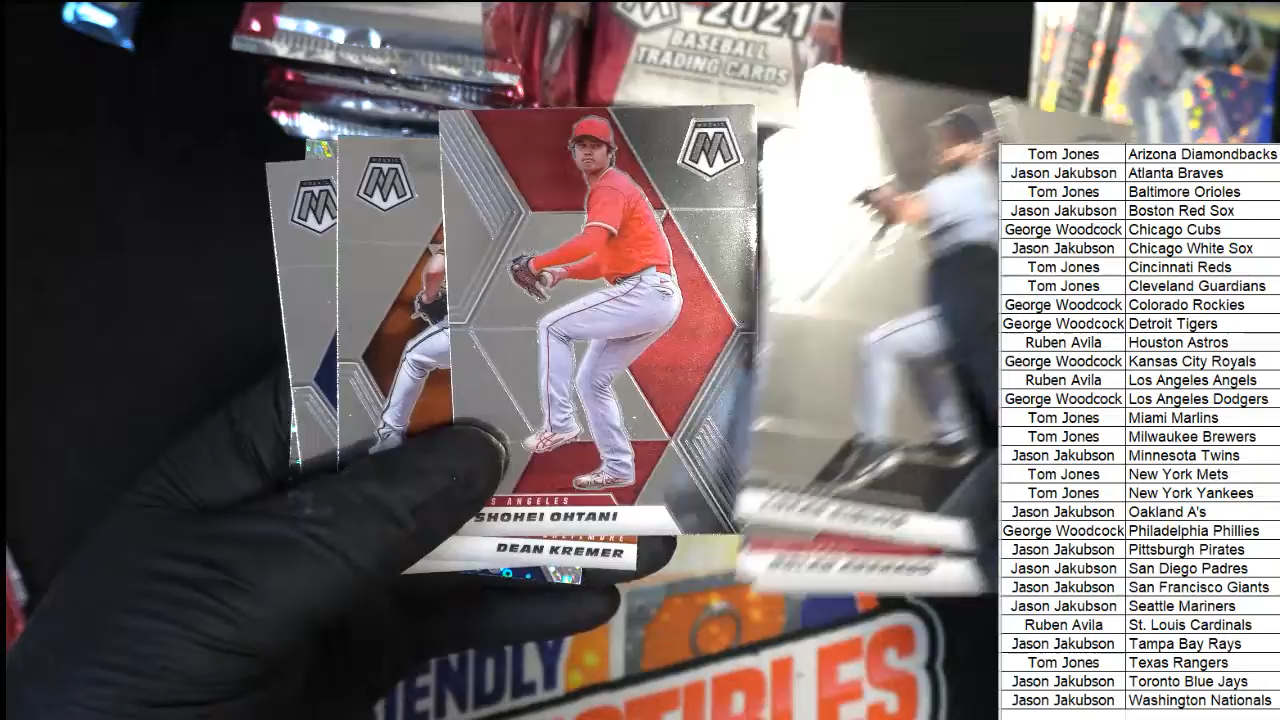 2021
BASEBALL
TRADING CARDS
MOSAIC
M
MOSAIC
M
M
S ANGELES
SHOHEI OHTANI
BALTIMORE
DEAN KREMER
ENDLY
Tom Jones Arizona Diamondbacks
Jason Jakubson Atlanta Braves
Tom Jones Baltimore Orioles
Jason Jakubson Boston Red Sox
George Woodcock Chicago Cubs
Jason Jakubson Chicago White Sox
Tom Jones Cincinnati Reds
Tom Jones Cleveland Guardians
George Woodcock Colorado Rockies
George Woodcock Detroit Tigers
Ruben Avila Houston Astros
George Woodcock Kansas City Royals
Ruben Avila Los Angeles Angels
George Woodcock Los Angeles Dodgers
Tom Jones Miami Marlins
Tom Jones Milwaukee Brewers
Jason Jakubson Minnesota Twins
Tom Jones New York Mets
Tom Jones New York Yankees
Jason Jakubson Oakland A's
George Woodcock Philadelphia Phillies
Jason Jakubson Pittsburgh Pirates
Jason Jakubson San Diego Padres
Jason Jakubson San Francisco Giants
Jason Jakubson Seattle Mariners
Ruben Avila St. Louis Cardinals
Jason Jakubson Tampa Bay Rays
Tom Jones Texas Rangers
Jason Jakubson Toronto Blue Jays
Jason Jakubson Washington Nationals